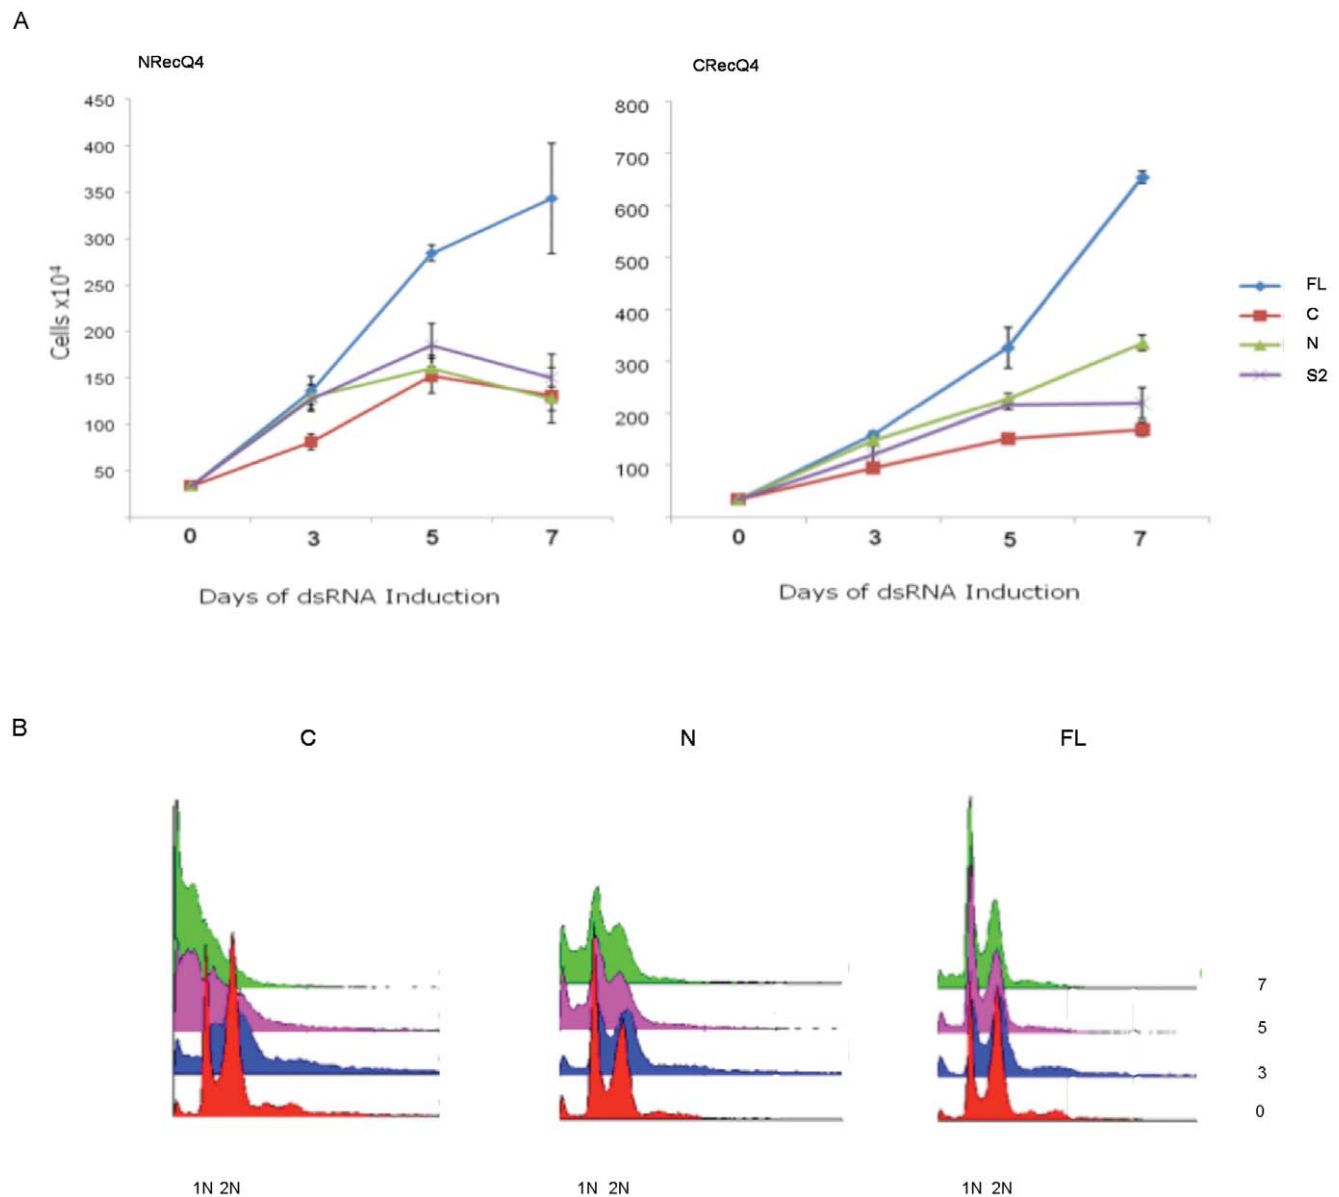 A
NRecQ4
CRecQ4
450
400
350
300
250
200
150
100
50
Cells x10⁴
0 3 5 7
Days of dsRNA Induction
800
700
600
500
400
300
200
100
0 3 5 7
Days of dsRNA Induction
FL
C
N
S2
B
C N FL
7
5
3
0
1N 2N 1N 2N 1N 2N